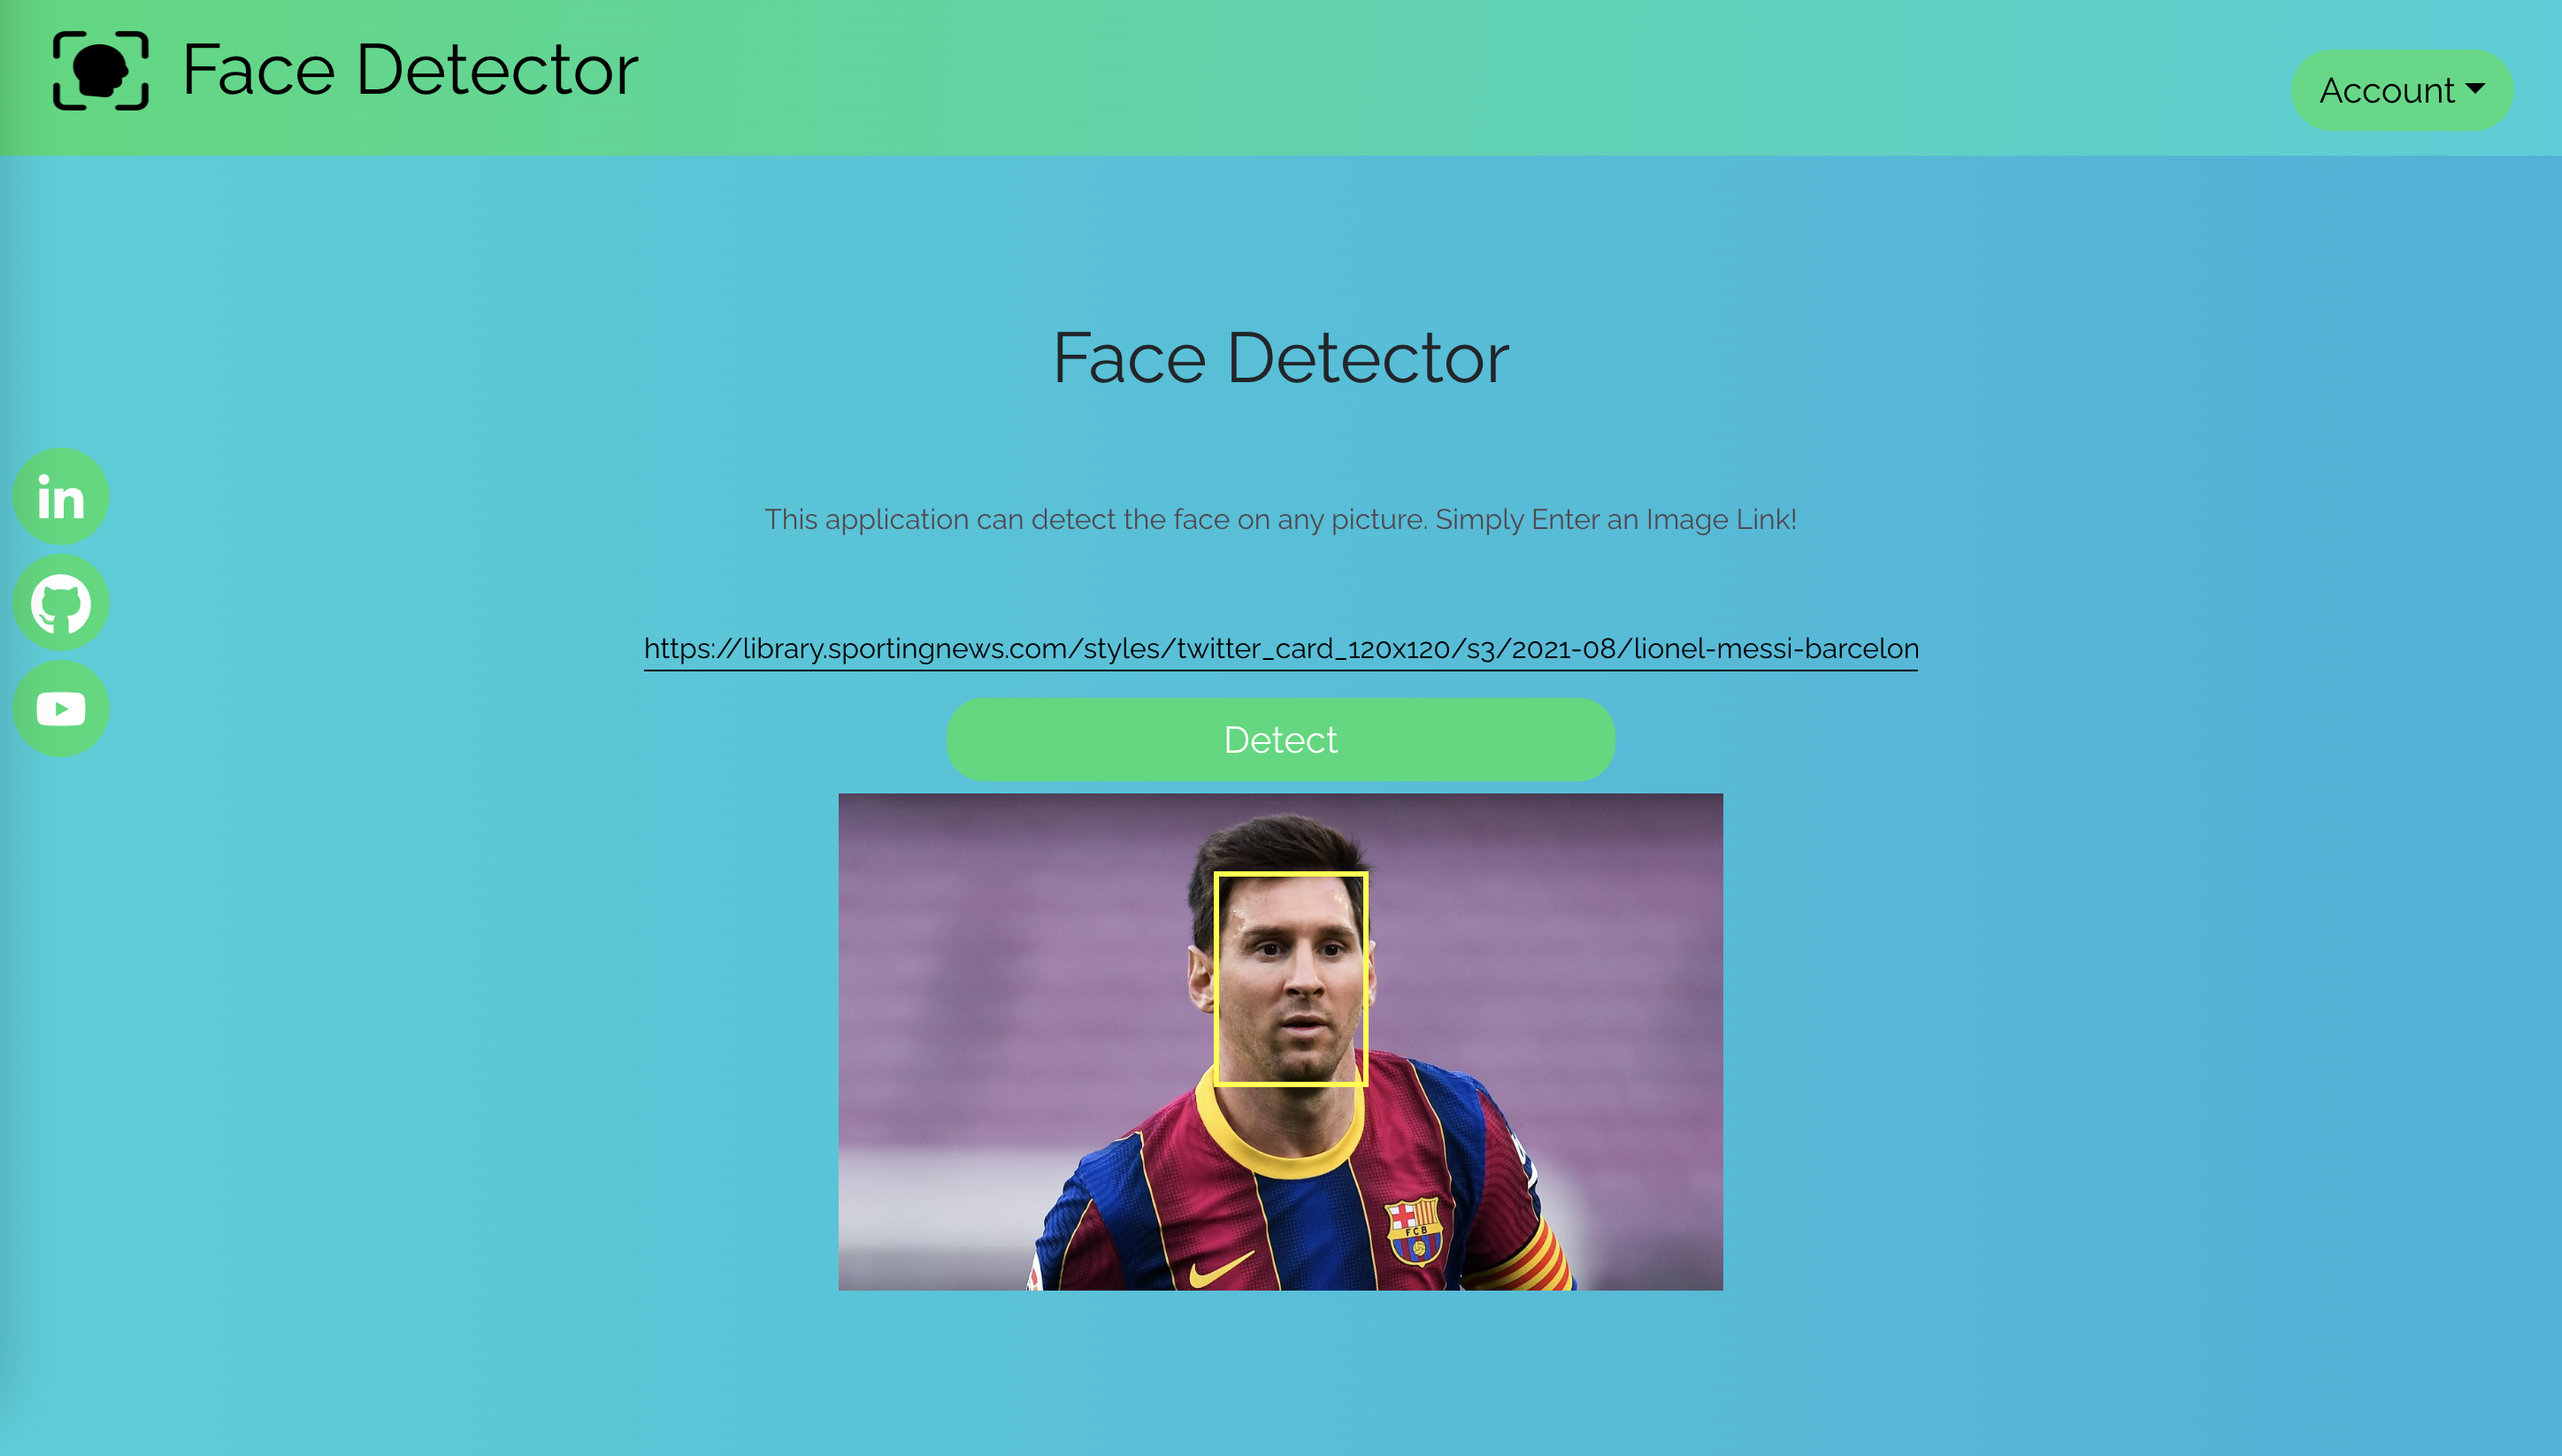 Face Detector
Account
Face Detector
This application can detect the face on any picture. Simply Enter an Image Link!
https://library.sportingnews.com/styles/twitter_card_120x120/s3/2021-08/lionel-messi-barcelon
Detect
FCB